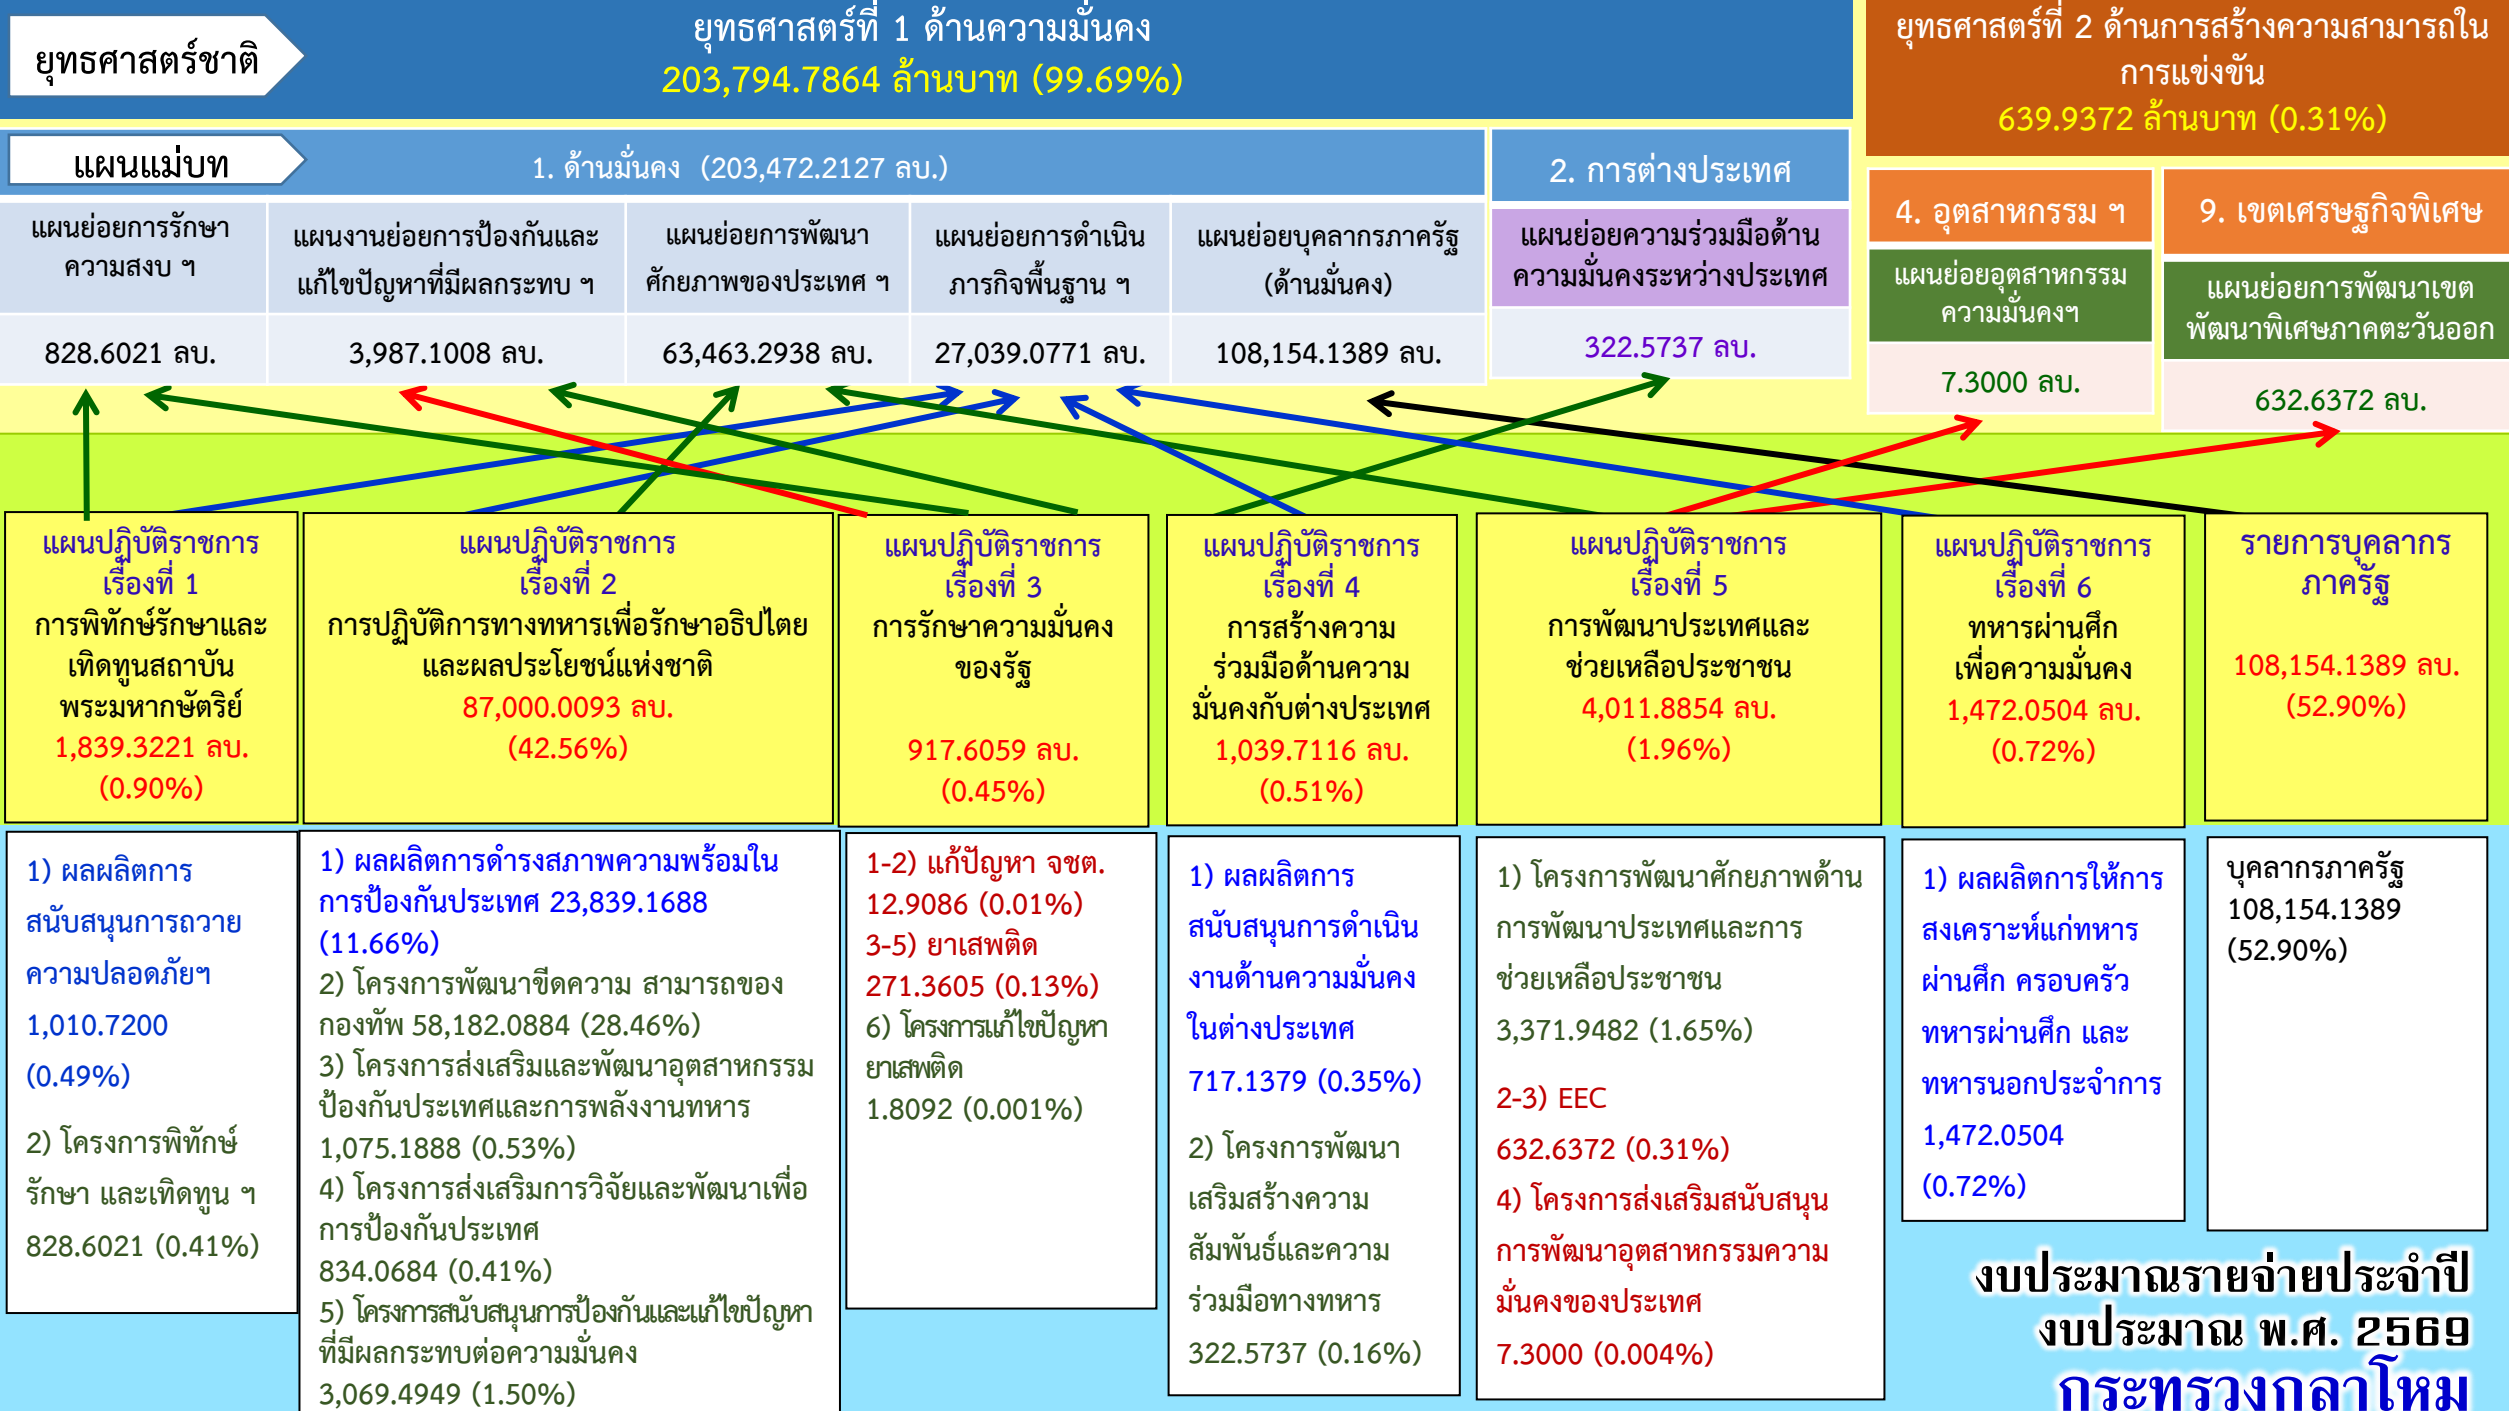 ยุทธศาสตร์ชาติ
ยุทธศาสตร์ที่ 1 ด้านความมั่นคง
203,794.7864 ล้านบาท (99.69%)
ยุทธศาสตร์ที่ 2 ด้านการสร้างความสามารถใน
การแข่งขัน
639.9372 ล้านบาท (0.31%)
แผนแม่บท
1. ด้านมั่นคง (203,472.2127 ลบ.)
2. การต่างประเทศ
4. อุตสาหกรรม ฯ
9. เขตเศรษฐกิจพิเศษ
แผนย่อยการรักษา
ความสงบ ฯ
828.6021 ลบ.
แผนงานย่อยการป้องกันและ
แก้ไขปัญหาที่มีผลกระทบ ฯ
3,987.1008 ลบ.
แผนย่อยการพัฒนา
ศักยภาพของประเทศ ฯ
63,463.2938 ลบ.
แผนย่อยการดำเนิน
ภารกิจพื้นฐาน ฯ
27,039.0771 ลบ.
แผนย่อยบุคลากรภาครัฐ
(ด้านมั่นคง)
108,154.1389 ลบ.
แผนย่อยความร่วมมือด้าน
ความมั่นคงระหว่างประเทศ
322.5737 ลบ.
แผนย่อยอุตสาหกรรม
ความมั่นคงฯ
7.3000 ลบ.
แผนย่อยการพัฒนาเขต
พัฒนาพิเศษภาคตะวันออก
632.6372 ลบ.
แผนปฏิบัติราชการ
เรื่องที่ 1
การพิทักษ์รักษาและ
เทิดทูนสถาบัน
พระมหากษัตริย์
1,839.3221 ลบ.
(0.90%)
แผนปฏิบัติราชการ
เรื่องที่ 2
การปฏิบัติการทางทหารเพื่อรักษาอธิปไตย
และผลประโยชน์แห่งชาติ
87,000.0093 ลบ.
(42.56%)
แผนปฏิบัติราชการ
เรื่องที่ 3
การรักษาความมั่นคง
ของรัฐ
917.6059 ลบ.
(0.45%)
แผนปฏิบัติราชการ
เรื่องที่ 4
การสร้างความ
ร่วมมือด้านความ
มั่นคงกับต่างประเทศ
1,039.7116 ลบ.
(0.51%)
แผนปฏิบัติราชการ
เรื่องที่ 5
การพัฒนาประเทศและ
ช่วยเหลือประชาชน
4,011.8854 ลบ.
(1.96%)
แผนปฏิบัติราชการ
เรื่องที่ 6
ทหารผ่านศึก
เพื่อความมั่นคง
1,472.0504 ลบ.
(0.72%)
รายการบุคลากร
ภาครัฐ
108,154.1389 ลบ.
(52.90%)
1) ผลผลิตการ
สนับสนุนการถวาย
ความปลอดภัยฯ
1,010.7200
(0.49%)
2) โครงการพิทักษ์
รักษา และเทิดทูน ฯ
828.6021 (0.41%)
1) ผลผลิตการดำรงสภาพความพร้อมใน
การป้องกันประเทศ 23,839.1688
(11.66%)
2) โครงการพัฒนาขีดความ สามารถของ
กองทัพ 58,182.0884 (28.46%)
3) โครงการส่งเสริมและพัฒนาอุตสาหกรรม
ป้องกันประเทศและการพลังงานทหาร
1,075.1888 (0.53%)
4) โครงการส่งเสริมการวิจัยและพัฒนาเพื่อ
การป้องกันประเทศ
834.0684 (0.41%)
5) โครงการสนับสนุนการป้องกันและแก้ไขปัญหา
ที่มีผลกระทบต่อความมั่นคง
3,069.4949 (1.50%)
1-2) แก้ปัญหา จชต.
12.9086 (0.01%)
3-5) ยาเสพติด
271.3605 (0.13%)
6) โครงการแก้ไขปัญหา
ยาเสพติด
1.8092 (0.001%)
1) ผลผลิตการ
สนับสนุนการดำเนิน
งานด้านความมั่นคง
ในต่างประเทศ
717.1379 (0.35%)
2) โครงการพัฒนา
เสริมสร้างความ
สัมพันธ์และความ
ร่วมมือทางทหาร
322.5737 (0.16%)
1) โครงการพัฒนาศักยภาพด้าน
การพัฒนาประเทศและการ
ช่วยเหลือประชาชน
3,371.9482 (1.65%)
2-3) EEC
632.6372 (0.31%)
4) โครงการส่งเสริมสนับสนุน
การพัฒนาอุตสาหกรรมความ
มั่นคงของประเทศ
7.3000 (0.004%)
1) ผลผลิตการให้การ
สงเคราะห์แก่ทหาร
ผ่านศึก ครอบครัว
ทหารผ่านศึก และ
ทหารนอกประจำการ
1,472.0504
(0.72%)
บุคลากรภาครัฐ
108,154.1389
(52.90%)
งบประมาณรายจ่ายประจำปี
งบประมาณ พ.ศ. 2569
กระทรวงกลาโหม